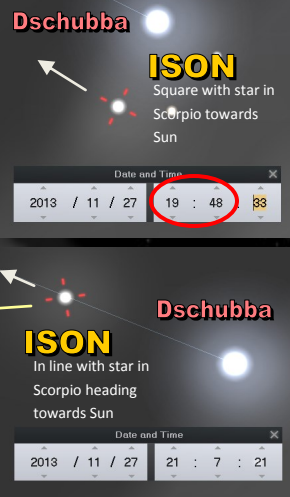 Dschubba
ISON
Square with star in
Scorpio towards
Sun
Date and Time
2013 / 11 / 27 19 : 48 : 33
Dschubba
ISON
In line with star in
Scorpio heading
towards Sun
Date and Time
2013 / 11 / 27 21 : 7 : 21